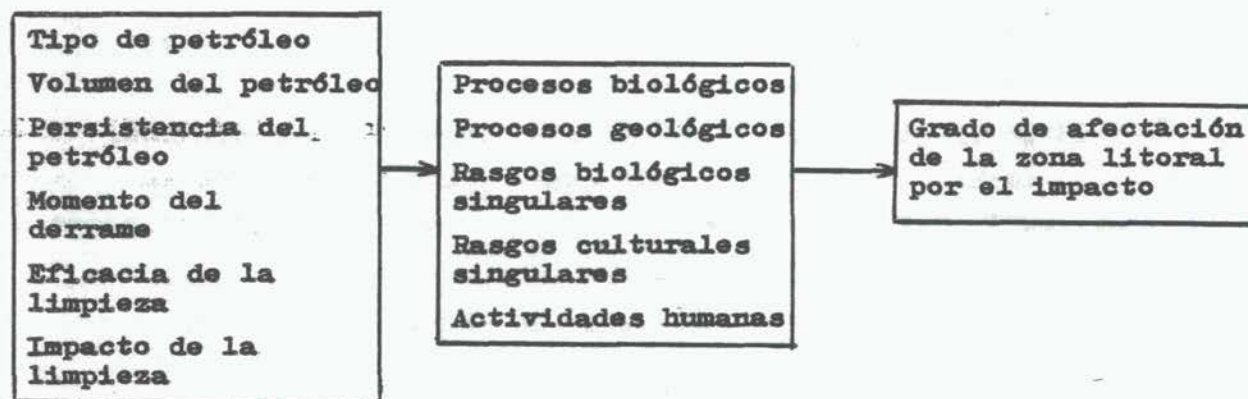 Tipo de petróleo
Volumen del petróleo
Persistencia del
petróleo
Momento del
derrame
Eficacia de la
limpieza
Impacto de la
limpieza
Procesos biológicos
Procesos geológicos
Rasgos biológicos
singulares
Rasgos culturales
singulares
Actividades humanas
Grado de afectación
de la zona litoral
por el impacto